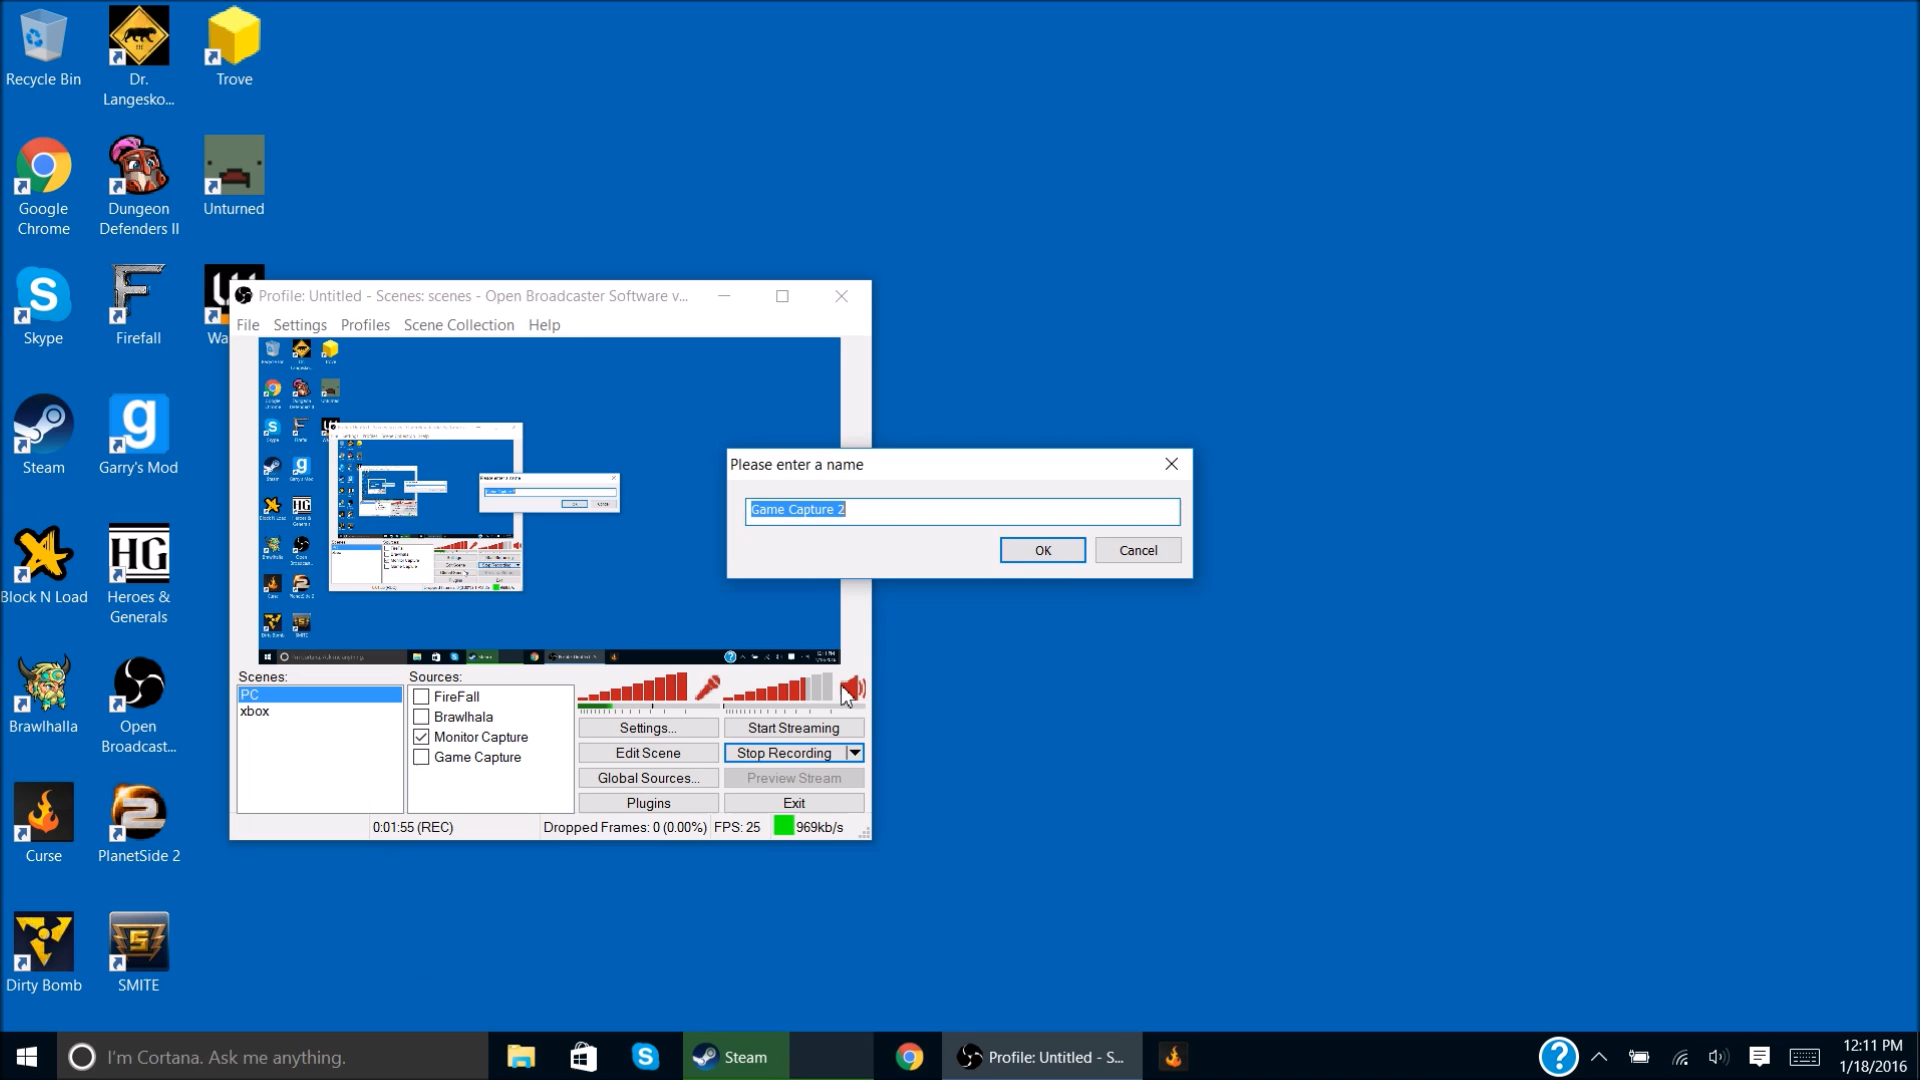 Recycle Bin
Dr.
Langesko...
Trove
Google
Chrome
Dungeon
Defenders II
Unturned
Skype
Firefall
Wa
Steam
Garry's Mod
Block N Load
HG
Heroes &
Generals
Brawlhalla
Open
Broadcast...
Curse
PlanetSide 2
Dirty Bomb
SMITE
Profile: Untitled - Scenes: scenes - Open Broadcaster Software v...
File Settings Profiles Scene Collection Help
Please enter a name
Game Capture 2
OK Cancel
Scenes:
PC
xbox
Sources:
FireFall
Brawlhala
Monitor Capture
Game Capture
Settings...
Start Streaming
Edit Scene
Stop Recording
Global Sources...
Preview Stream
Plugins
Exit
0:01:55 (REC)
Dropped Frames: 0 (0.00%)
FPS: 25
969kb/s
I'm Cortana. Ask me anything.
Steam
Profile: Untitled - S...
12:11 PM
1/18/2016